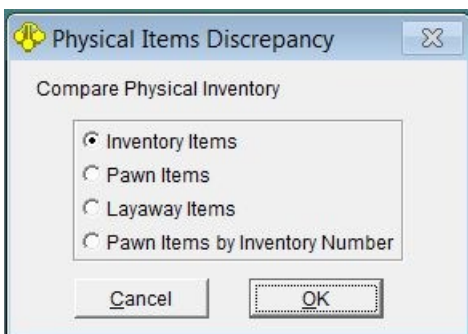 Physical Items Discrepancy
Compare Physical Inventory
Inventory Items
Pawn Items
Layaway Items
Pawn Items by Inventory Number
Cancel OK